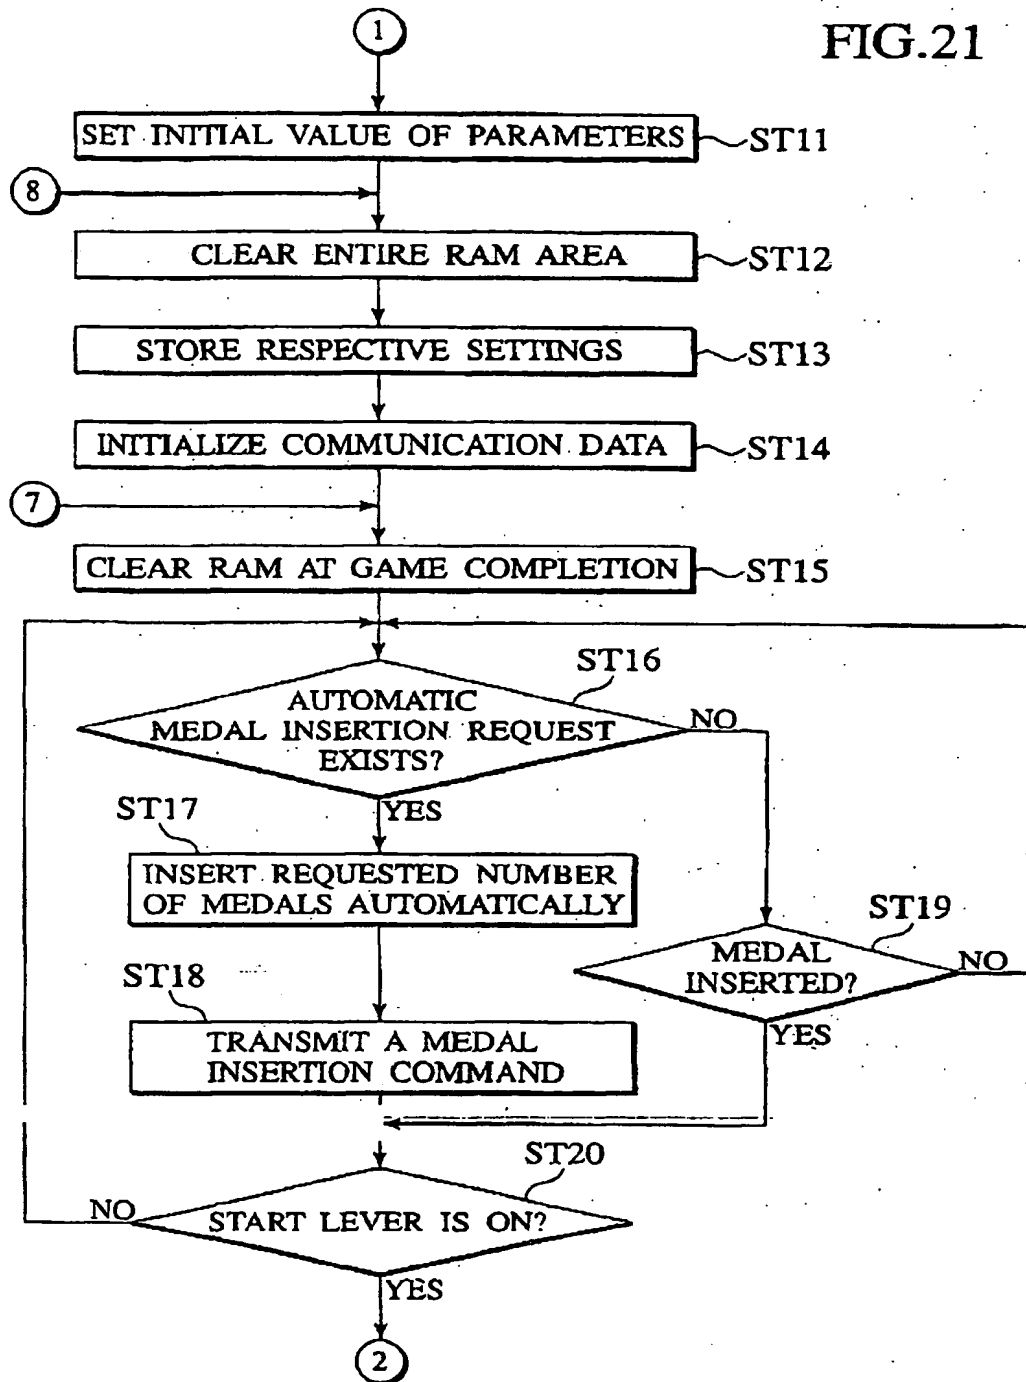 FIG.21
1
SET INITIAL VALUE OF PARAMETERS
ST11
8
CLEAR ENTIRE RAM AREA
ST12
STORE RESPECTIVE SETTINGS
ST13
INITIALIZE COMMUNICATION DATA
ST14
7
CLEAR RAM AT GAME COMPLETION
ST15
ST16
AUTOMATIC
MEDAL INSERTION REQUEST
EXISTS?
NO
YES
ST17
INSERT REQUESTED NUMBER
OF MEDALS AUTOMATICALLY
ST19
MEDAL
INSERTED?
NO
YES
ST18
TRANSMIT A MEDAL
INSERTION COMMAND
ST20
START LEVER IS ON?
NO
YES
2